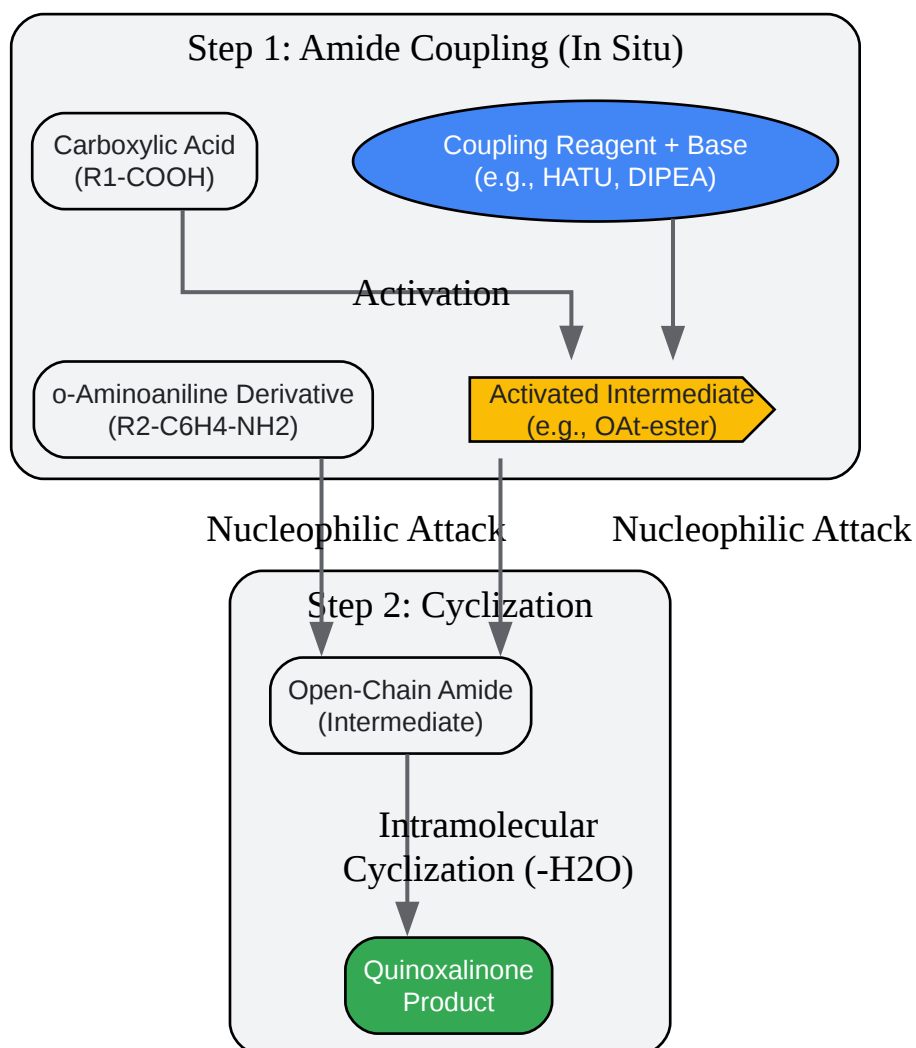 Step 1: Amide Coupling (In Situ)
Carboxylic Acid
(R1-COOH)
Coupling Reagent + Base
(e.g., HATU, DIPEA)
Activation
o-Aminoaniline Derivative
(R2-C6H4-NH2)
Activated Intermediate
(e.g., OAt-ester)
Nucleophilic Attack
Nucleophilic Attack
Step 2: Cyclization
Open-Chain Amide
(Intermediate)
Intramolecular
Cyclization (-H2O)
Quinoxalinone
Product